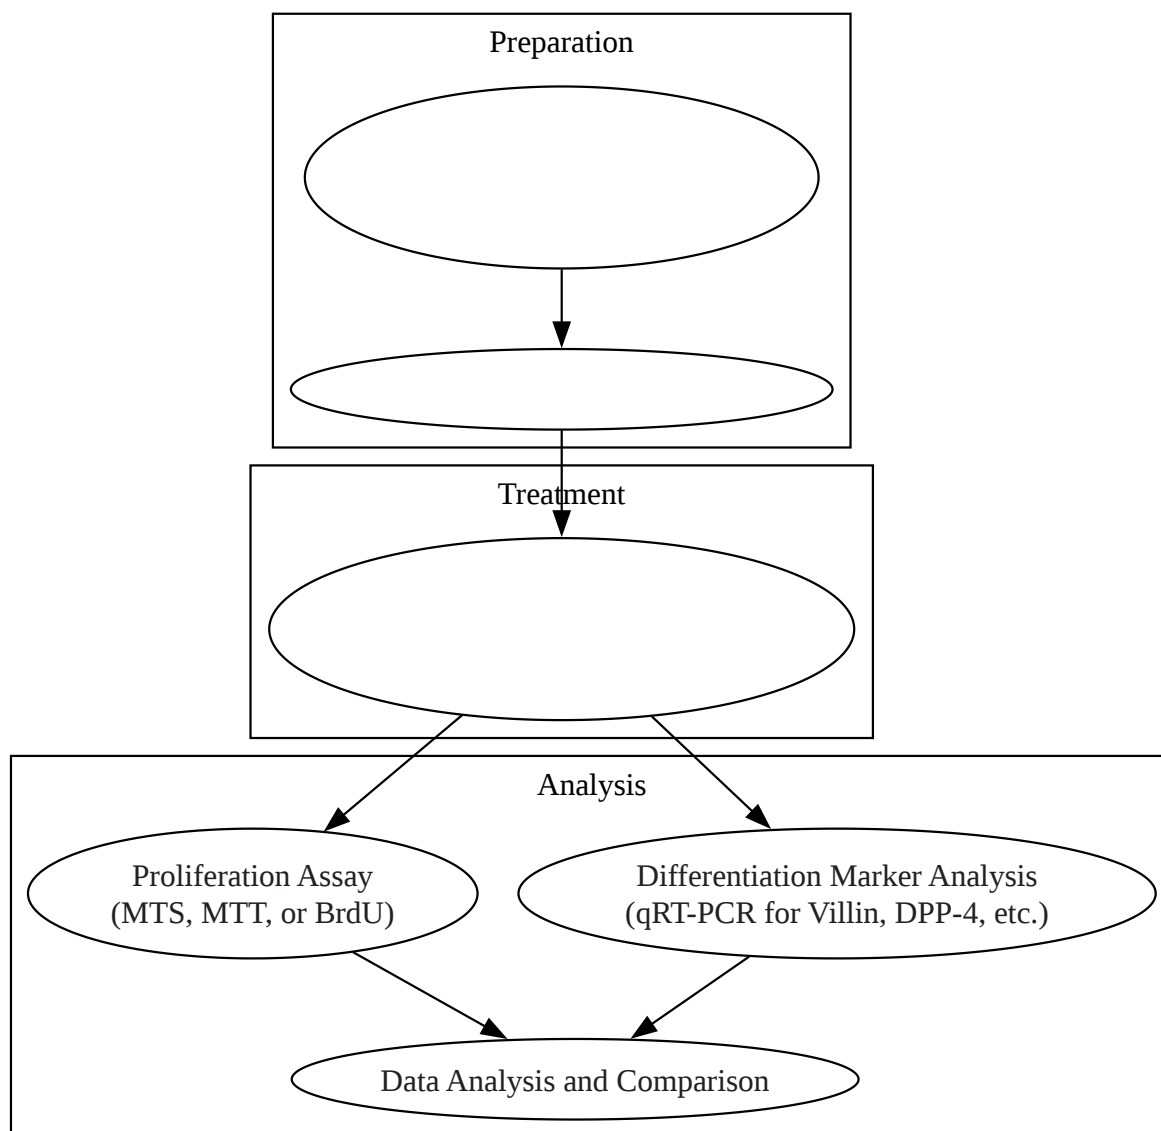 Preparation
Treatment
Analysis
Proliferation Assay
(MTS, MTT, or BrdU)
Differentiation Marker Analysis
(qRT-PCR for Villin, DPP-4, etc.)
Data Analysis and Comparison